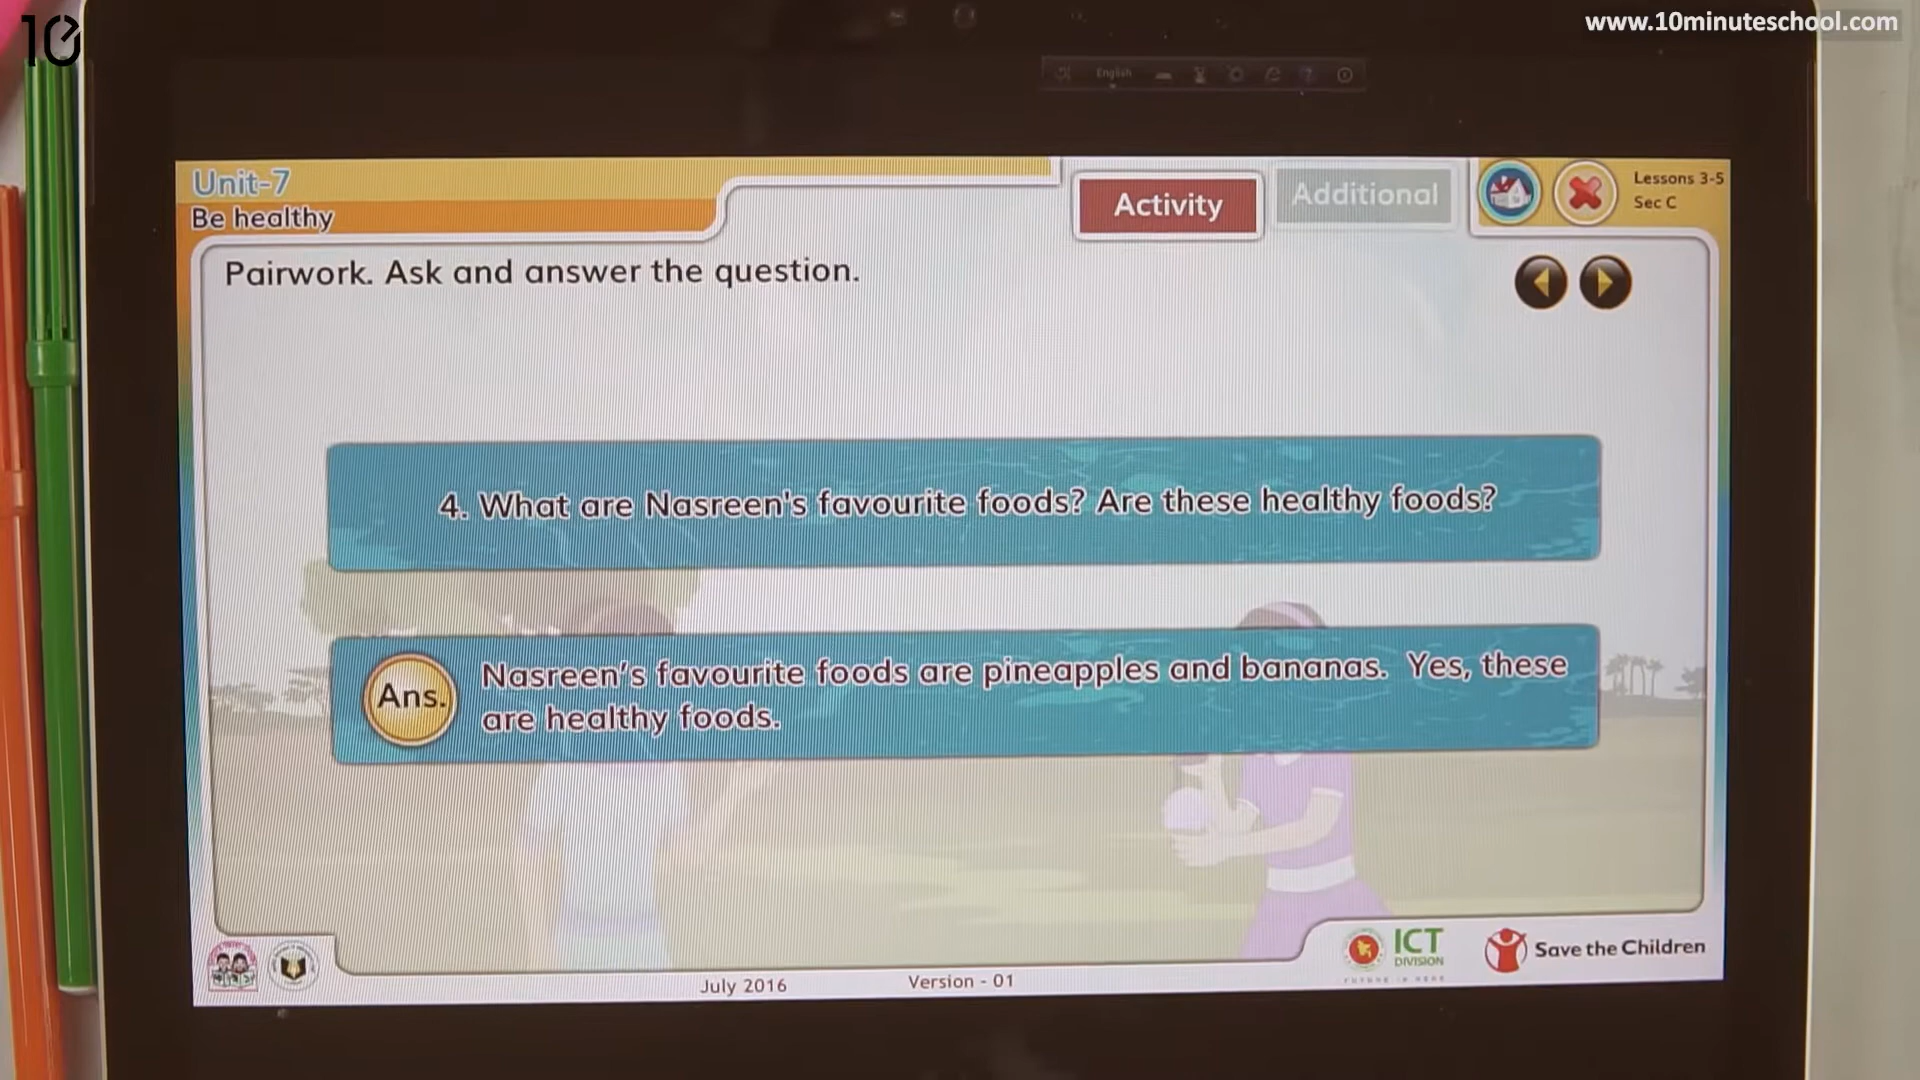 10
www.10minuteschool.com
English
Unit-7
Be healthy
Activity
Additional
Lessons 3-5
Sec C
Pairwork. Ask and answer the question.
4. What are Nasreen's favourite foods? Are these healthy foods?
Ans.
Nasreen's favourite foods are pineapples and bananas. Yes, these
are healthy foods.
July 2016
Version - 01
ICT
DIVISION
Save the Children